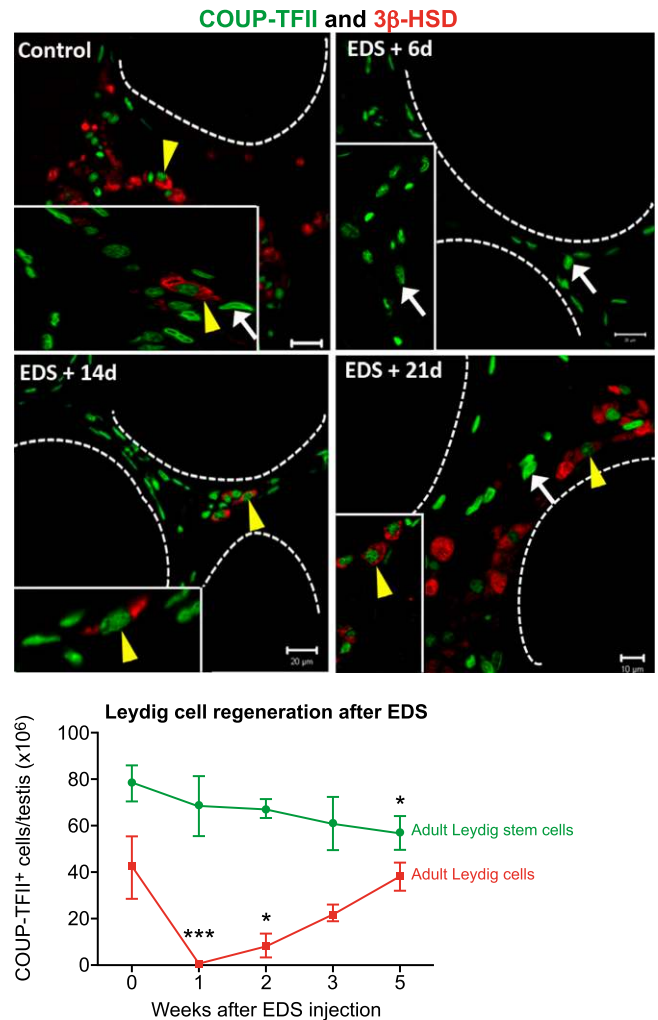 COUP-TFII and 3β-HSD
Control
EDS + 6d
EDS + 14d
EDS + 21d
20 µm
10 µm
Leydig cell regeneration after EDS
COUP-TFII⁺ cells/testis (x10⁶)
100
80
60
40
20
0
*
Adult Leydig stem cells
Adult Leydig cells
***
*
0 1 2 3 5
Weeks after EDS injection